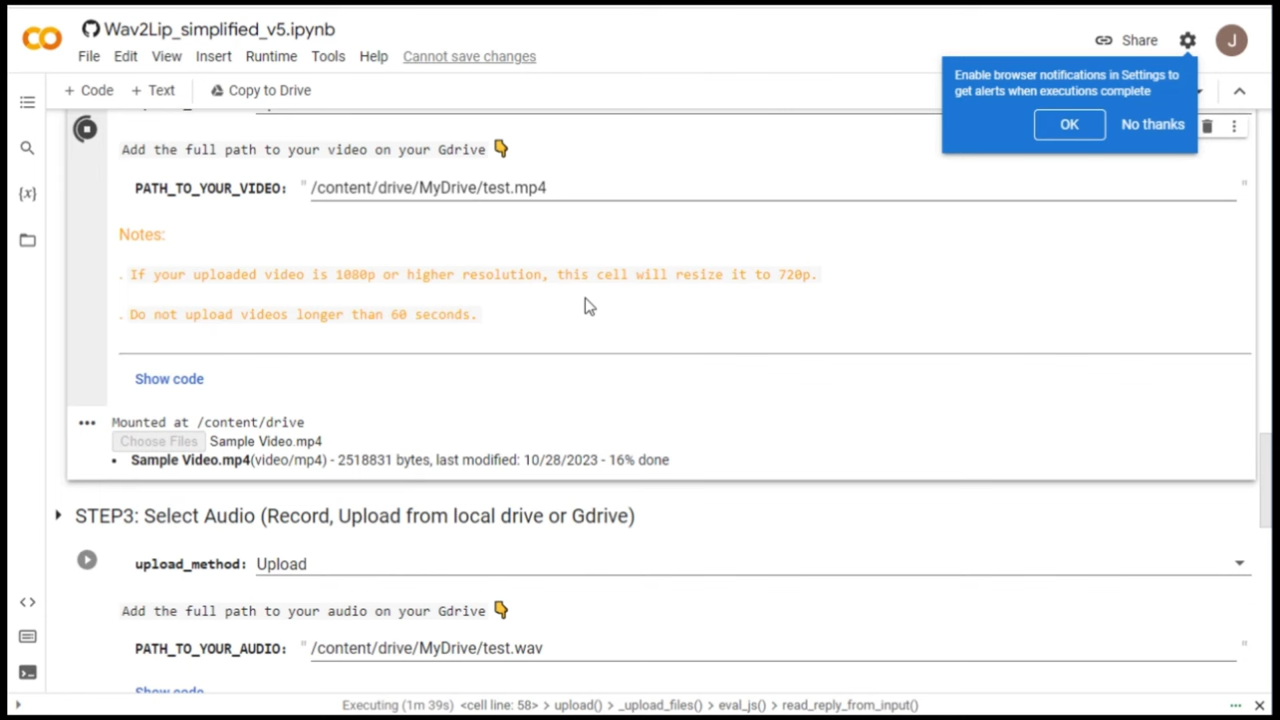 Wav2Lip_simplified_v5.ipynb
File Edit View Insert Runtime Tools Help Cannot save changes
Share
J
+ Code + Text Copy to Drive
Enable browser notifications in Settings to
get alerts when executions complete
OK No thanks
Add the full path to your video on your Gdrive 👇
PATH_TO_YOUR_VIDEO: "/content/drive/MyDrive/test.mp4"
Notes:
. If your uploaded video is 1080p or higher resolution, this cell will resize it to 720p.
. Do not upload videos longer than 60 seconds.
Show code
Mounted at /content/drive
Choose Files Sample Video.mp4
• Sample Video.mp4(video/mp4) - 2518831 bytes, last modified: 10/28/2023 - 16% done
STEP3: Select Audio (Record, Upload from local drive or Gdrive)
upload_method: Upload
Add the full path to your audio on your Gdrive 👇
PATH_TO_YOUR_AUDIO: "/content/drive/MyDrive/test.wav"
Show code
Executing (1m 39s) <cell line: 58> > upload() > _upload_files() > eval_js() > read_reply_from_input()